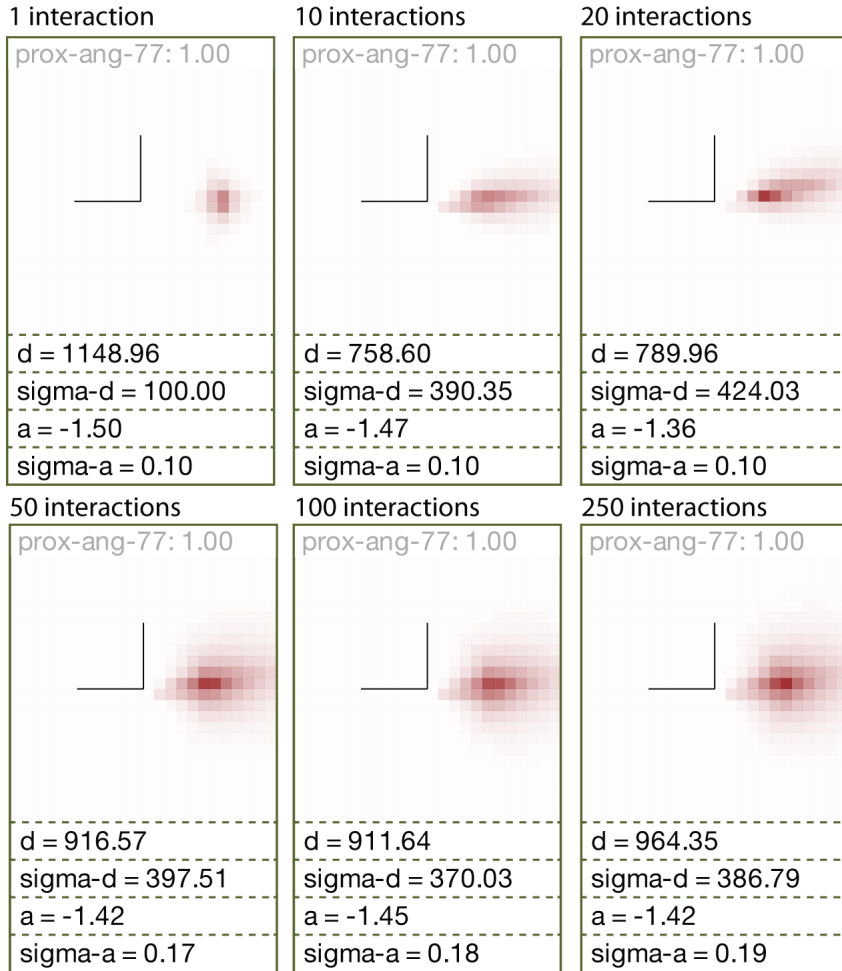 1 interaction
prox-ang-77: 1.00
d = 1148.96
sigma-d = 100.00
a = -1.50
sigma-a = 0.10
10 interactions
prox-ang-77: 1.00
d = 758.60
sigma-d = 390.35
a = -1.47
sigma-a = 0.10
20 interactions
prox-ang-77: 1.00
d = 789.96
sigma-d = 424.03
a = -1.36
sigma-a = 0.10
50 interactions
prox-ang-77: 1.00
d = 916.57
sigma-d = 397.51
a = -1.42
sigma-a = 0.17
100 interactions
prox-ang-77: 1.00
d = 911.64
sigma-d = 370.03
a = -1.45
sigma-a = 0.18
250 interactions
prox-ang-77: 1.00
d = 964.35
sigma-d = 386.79
a = -1.42
sigma-a = 0.19